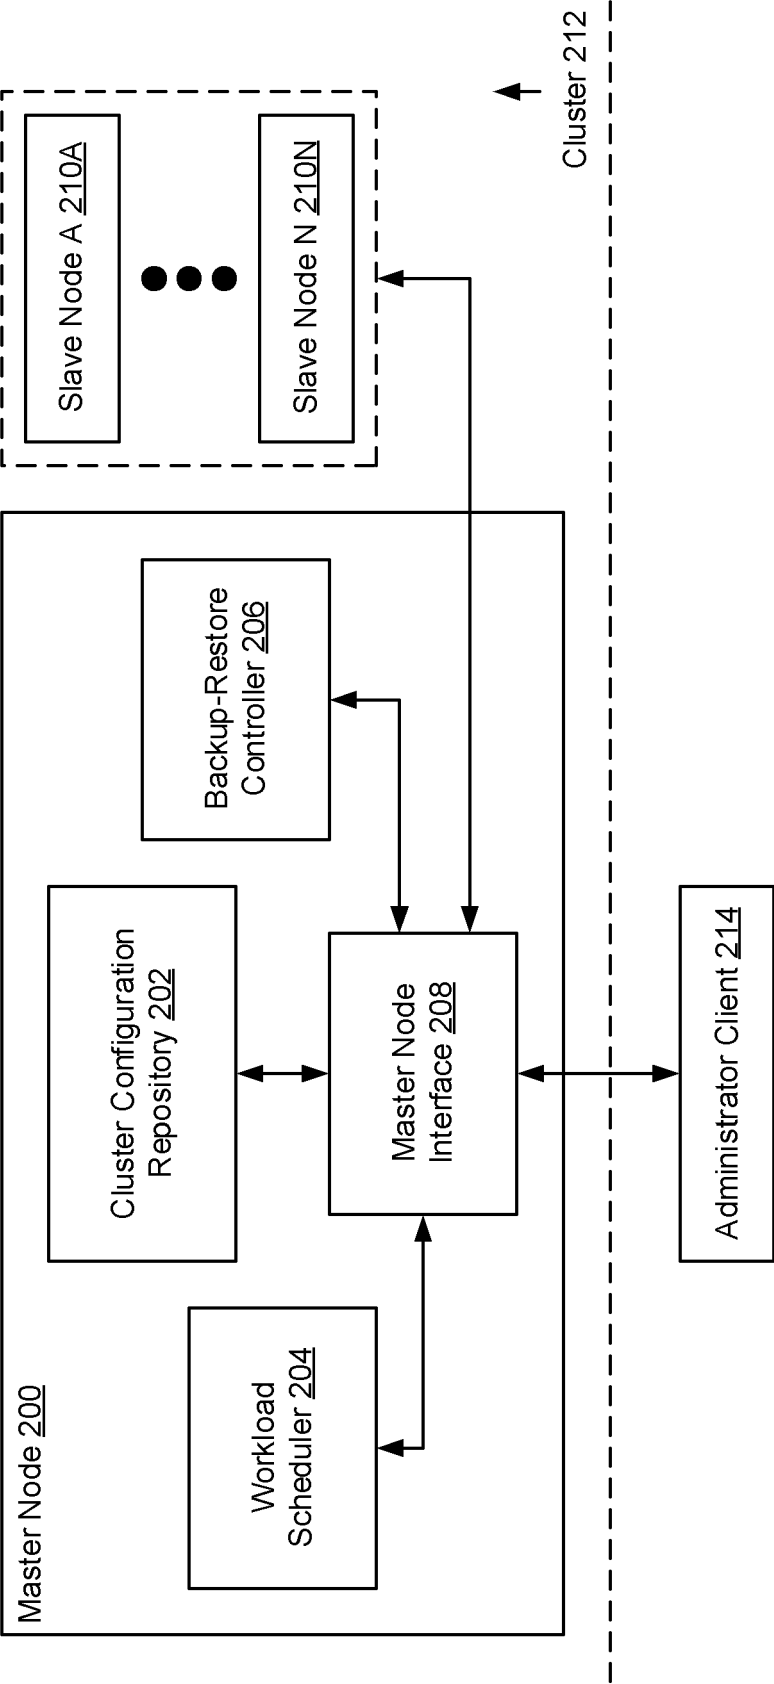 Master Node 200
Cluster Configuration
Repository 202
Workload
Scheduler 204
Backup-Restore
Controller 206
Master Node
Interface 208
Slave Node A 210A
Slave Node N 210N
Cluster 212
Administrator Client 214